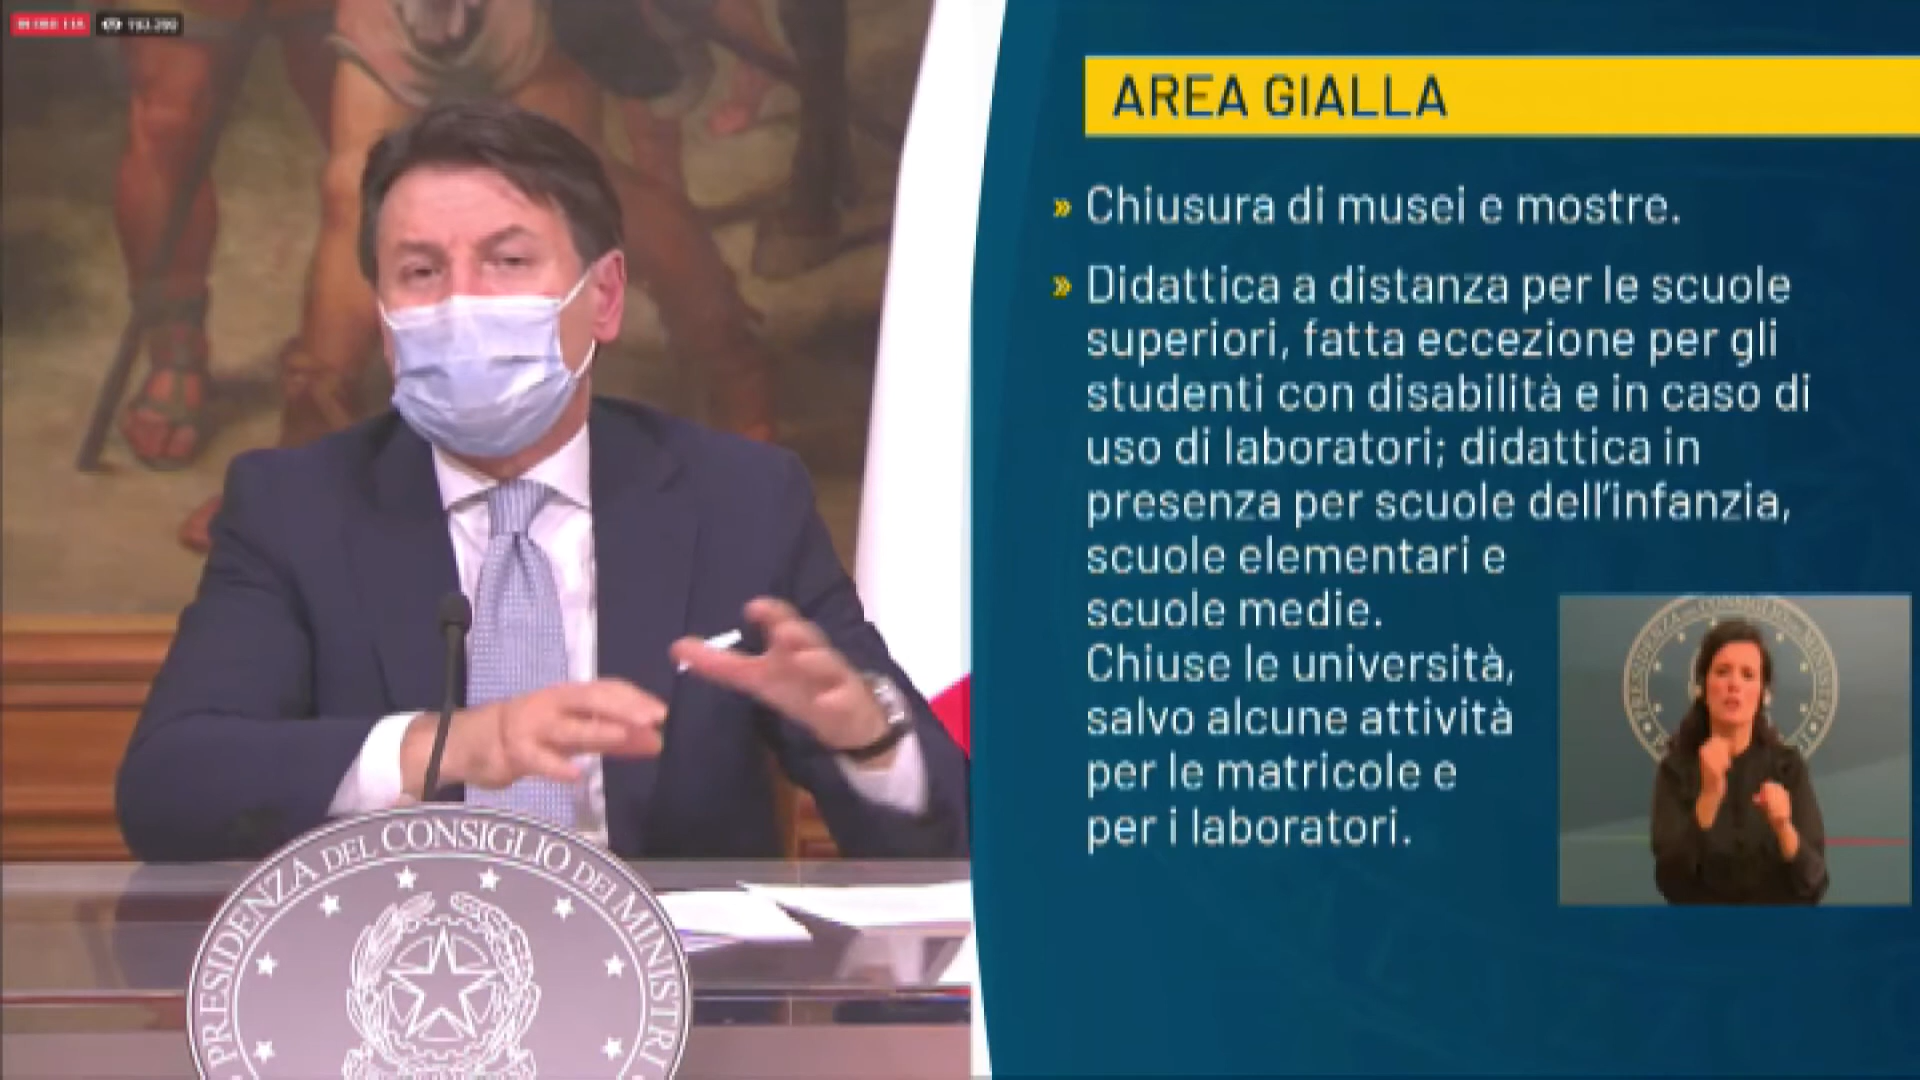 AREA GIALLA
» Chiusura di musei e mostre.
» Didattica a distanza per le scuole
superiori, fatta eccezione per gli
studenti con disabilità e in caso di
uso di laboratori; didattica in
presenza per scuole dell'infanzia,
scuole elementari e
scuole medie.
Chiuse le università,
salvo alcune attività
per le matricole e
per i laboratori.
PRESIDENZA DEL CONSIGLIO DEI MINISTRI